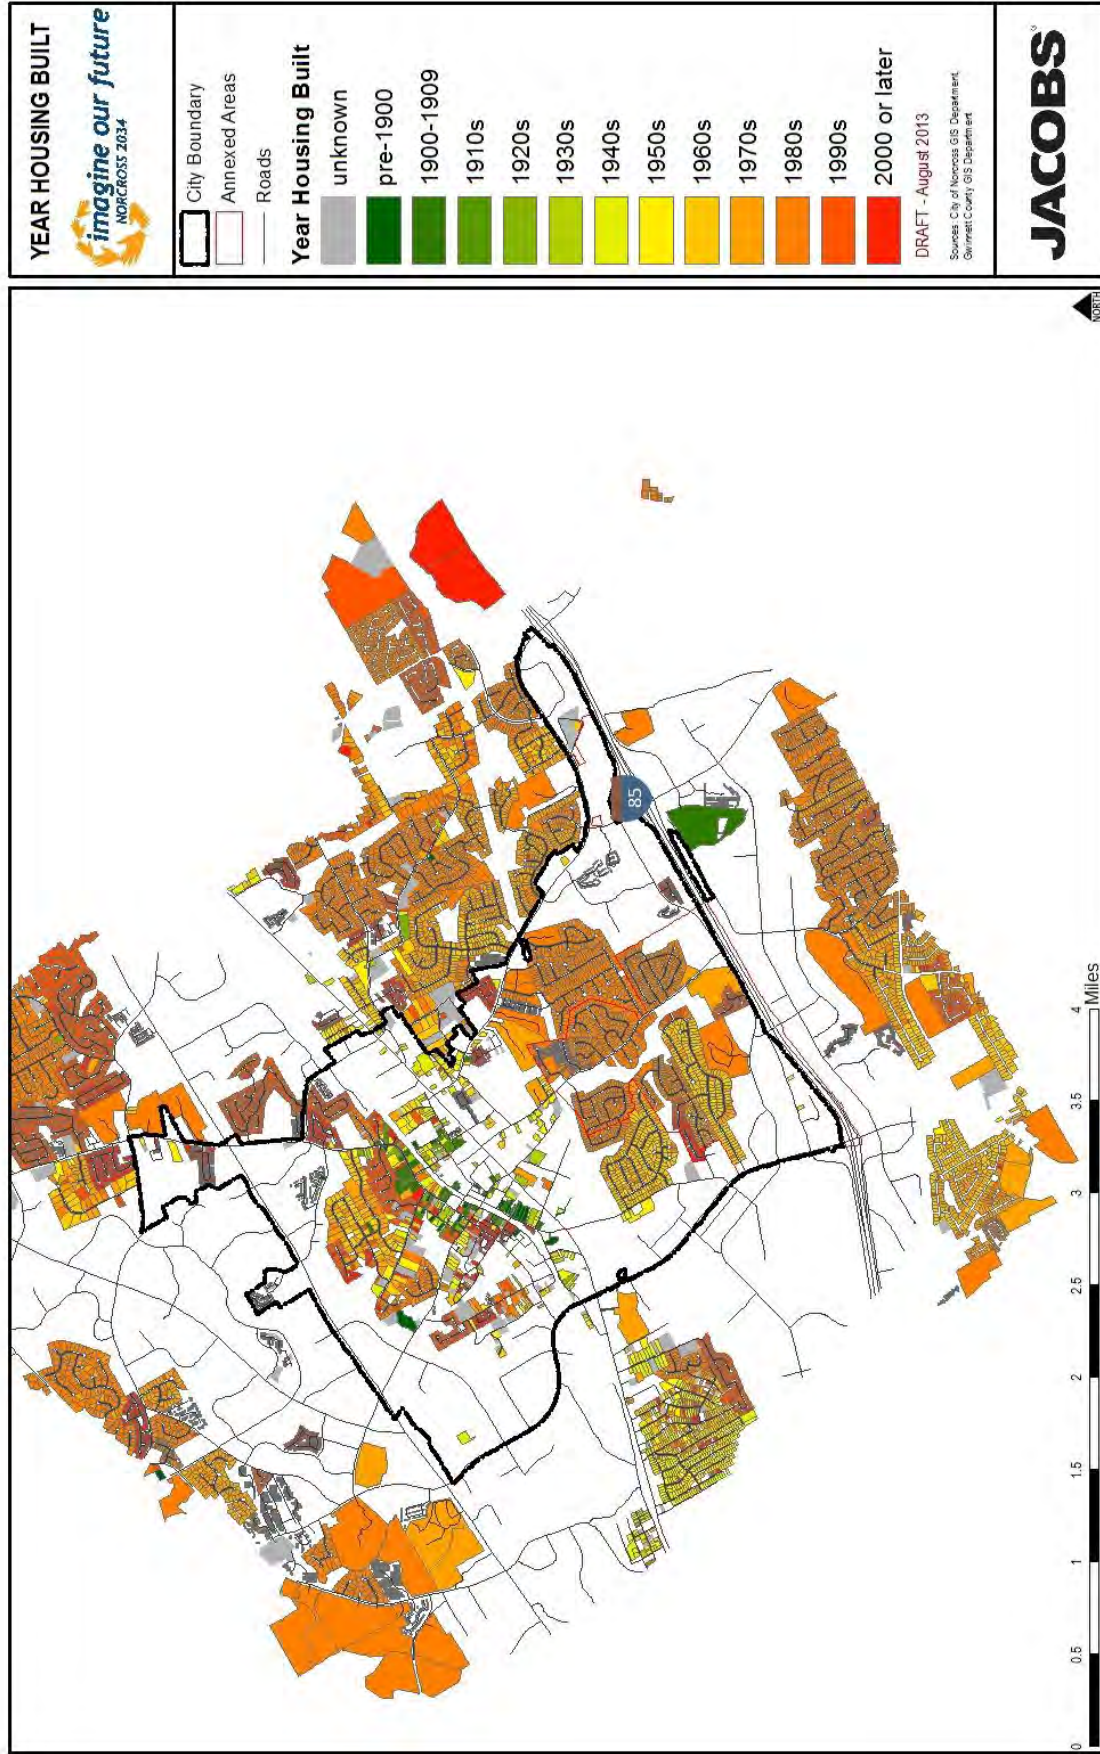 YEAR HOUSING BUILT
imagine our future
NORCROSS 2034
City Boundary
Annexed Areas
Roads
Year Housing Built
unknown
pre-1900
1900-1909
1910s
1920s
1930s
1940s
1950s
1960s
1970s
1980s
1990s
2000 or later
DRAFT - August 2013
Sources: City of Norcross GIS Department,
Gwinnett County GIS Department
JACOBS
85
NORTH
0 0.5 1 1.5 2 2.5 3 3.5 4
Miles